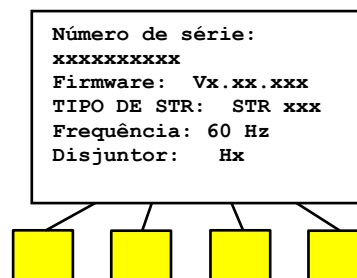 Número de série:
xxxxxxxxxx
Firmware: Vx.xx.xxx
TIPO DE STR: STR xxx
Frequência: 60 Hz
Disjuntor: Hx